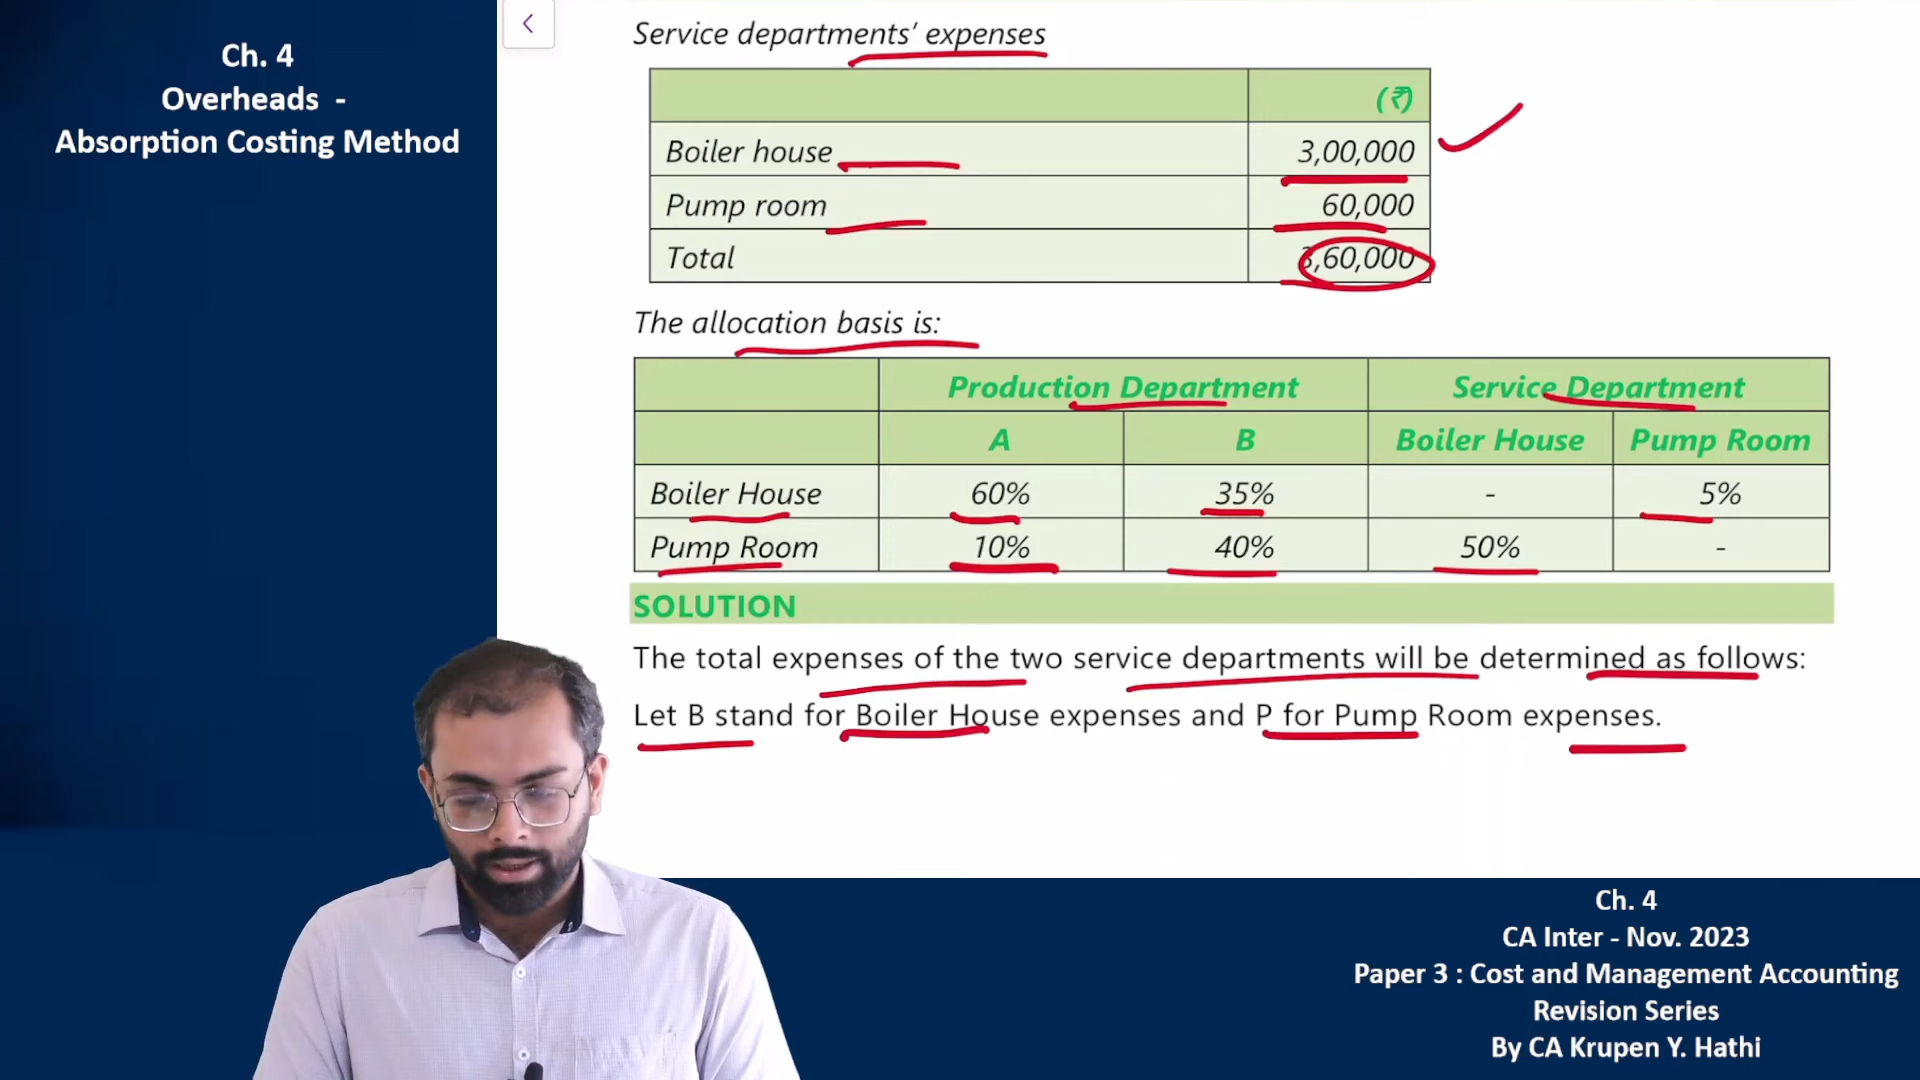 Ch. 4
Overheads -
Absorption Costing Method
Service departments' expenses
(₹)
Boiler house 3,00,000
Pump room 60,000
Total 3,60,000
The allocation basis is:
Production Department Service Department
A B Boiler House Pump Room
Boiler House 60% 35% - 5%
Pump Room 10% 40% 50% -
SOLUTION
The total expenses of the two service departments will be determined as follows:
Let B stand for Boiler House expenses and P for Pump Room expenses.
Ch. 4
CA Inter - Nov. 2023
Paper 3 : Cost and Management Accounting
Revision Series
By CA Krupen Y. Hathi